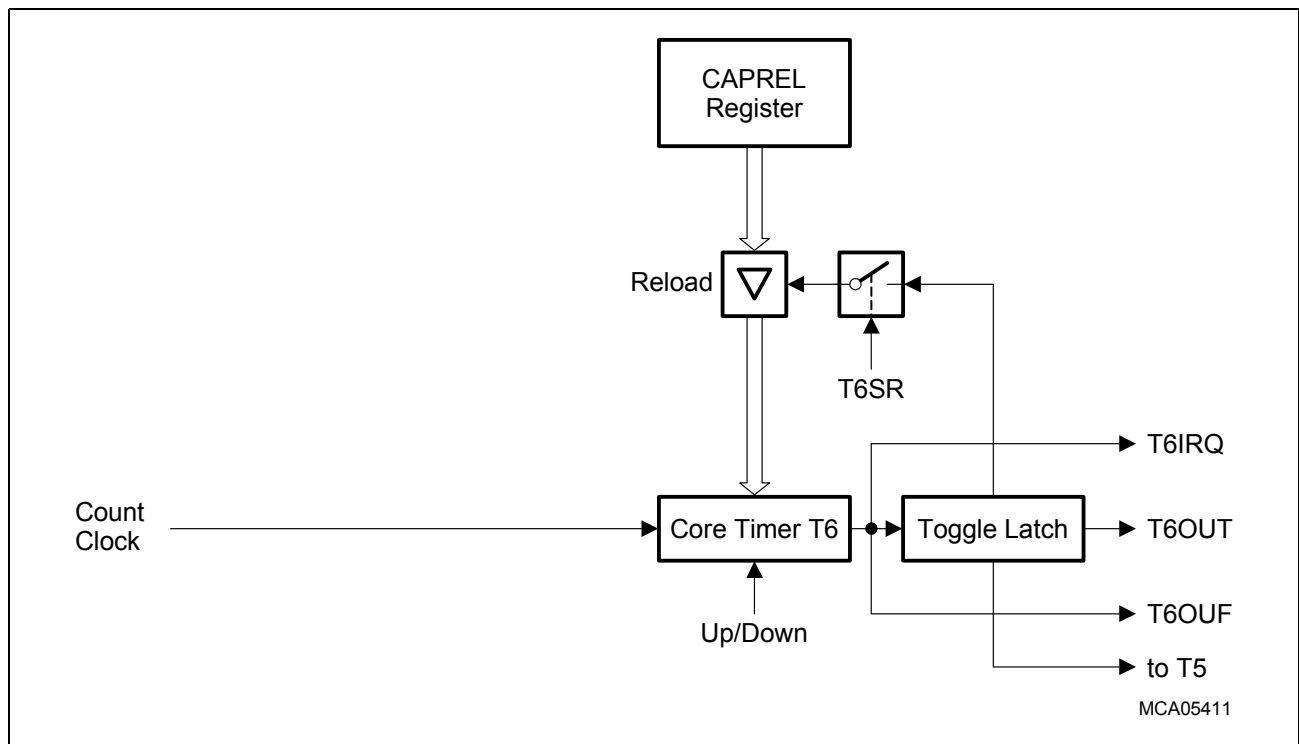 CAPREL
Register
Reload
T6SR
T6IRQ
Count
Clock
Core Timer T6
Toggle Latch
T6OUT
Up/Down
T6OUF
to T5
MCA05411